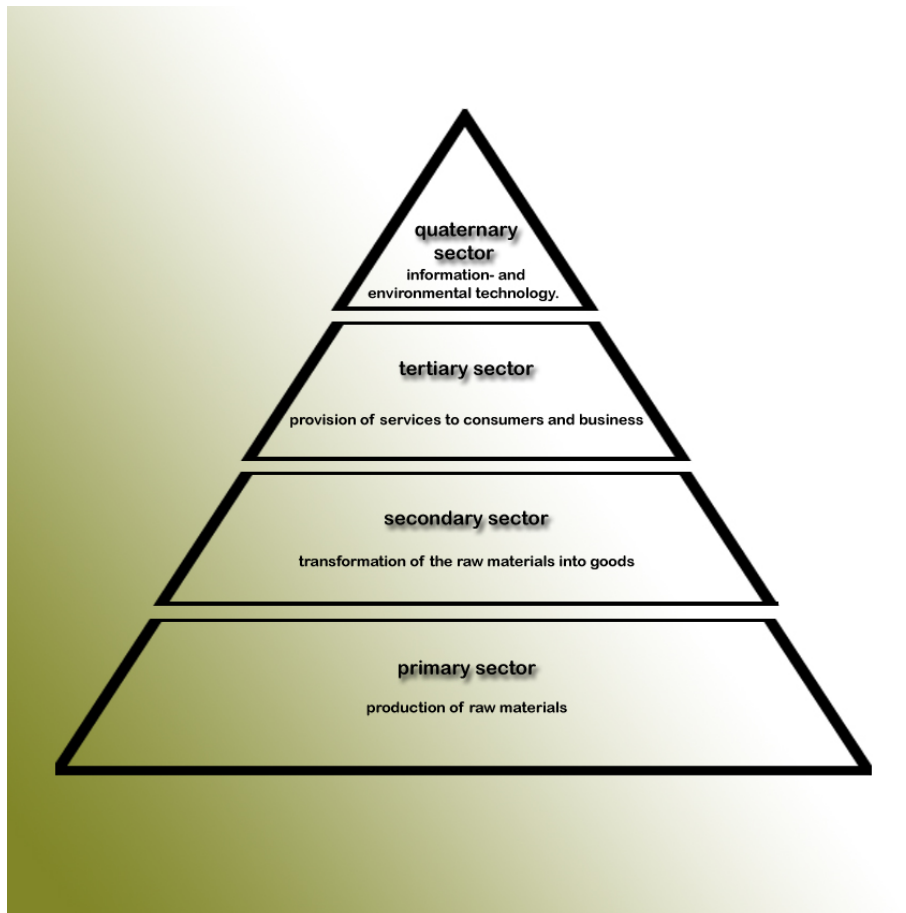 quaternary
sector
information- and
environmental technology.
tertiary sector
provision of services to consumers and business
secondary sector
transformation of the raw materials into goods
primary sector
production of raw materials